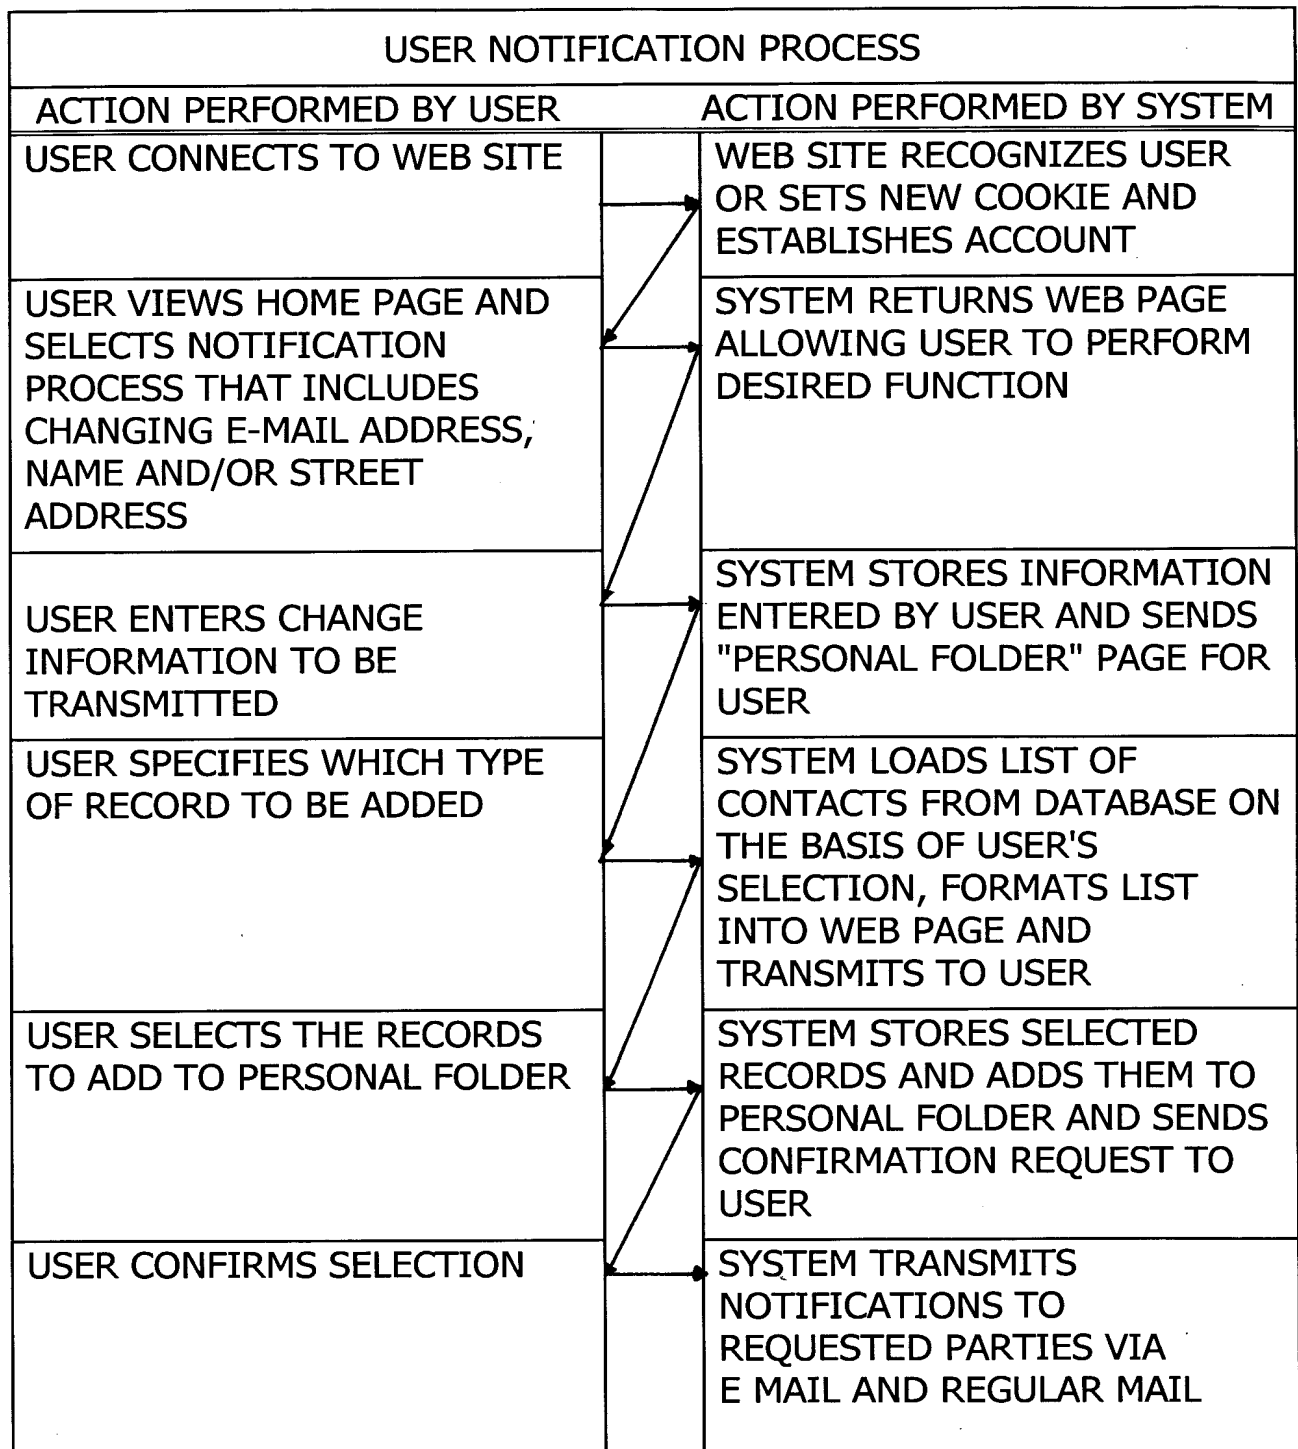 USER NOTIFICATION PROCESS
ACTION PERFORMED BY USER
ACTION PERFORMED BY SYSTEM
USER CONNECTS TO WEB SITE
WEB SITE RECOGNIZES USER
OR SETS NEW COOKIE AND
ESTABLISHES ACCOUNT
USER VIEWS HOME PAGE AND
SELECTS NOTIFICATION
PROCESS THAT INCLUDES
CHANGING E-MAIL ADDRESS,
NAME AND/OR STREET
ADDRESS
SYSTEM RETURNS WEB PAGE
ALLOWING USER TO PERFORM
DESIRED FUNCTION
USER ENTERS CHANGE
INFORMATION TO BE
TRANSMITTED
SYSTEM STORES INFORMATION
ENTERED BY USER AND SENDS
"PERSONAL FOLDER" PAGE FOR
USER
USER SPECIFIES WHICH TYPE
OF RECORD TO BE ADDED
SYSTEM LOADS LIST OF
CONTACTS FROM DATABASE ON
THE BASIS OF USER'S
SELECTION, FORMATS LIST
INTO WEB PAGE AND
TRANSMITS TO USER
USER SELECTS THE RECORDS
TO ADD TO PERSONAL FOLDER
SYSTEM STORES SELECTED
RECORDS AND ADDS THEM TO
PERSONAL FOLDER AND SENDS
CONFIRMATION REQUEST TO
USER
USER CONFIRMS SELECTION
SYSTEM TRANSMITS
NOTIFICATIONS TO
REQUESTED PARTIES VIA
E MAIL AND REGULAR MAIL